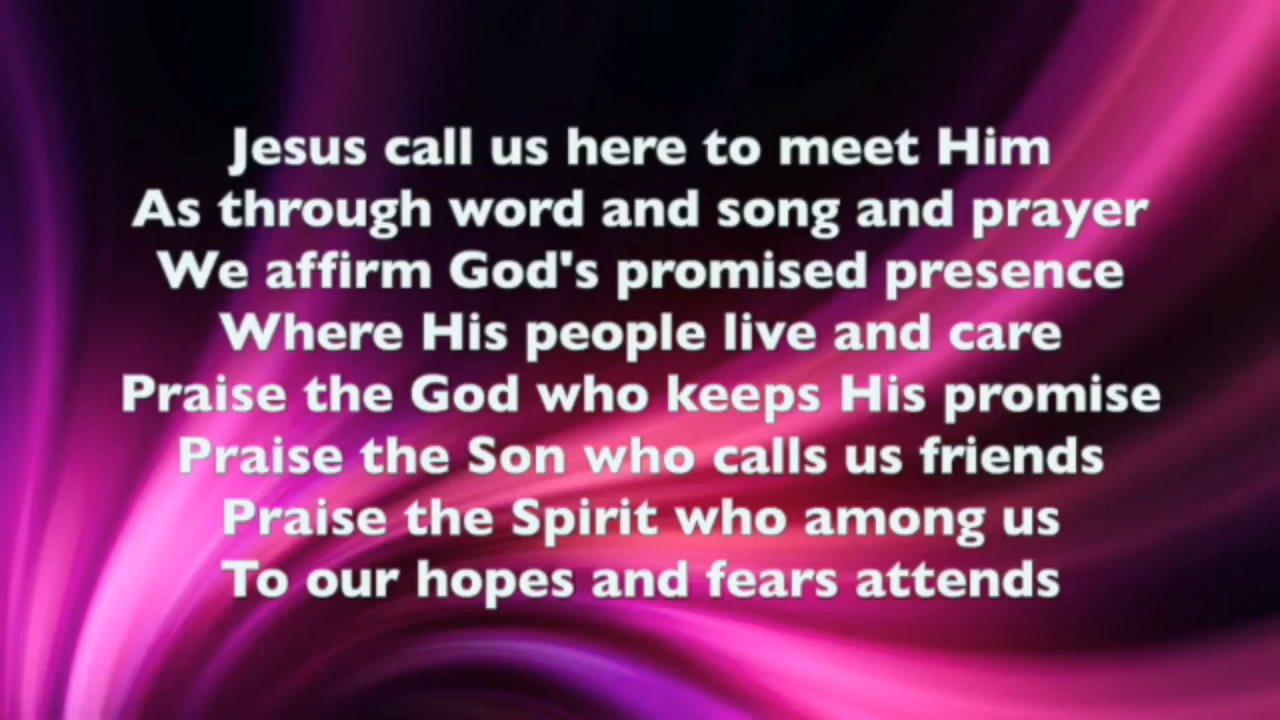 Jesus call us here to meet Him
As through word and song and prayer
We affirm God's promised presence
Where His people live and care
Praise the God who keeps His promise
Praise the Son who calls us friends
Praise the Spirit who among us
To our hopes and fears attends